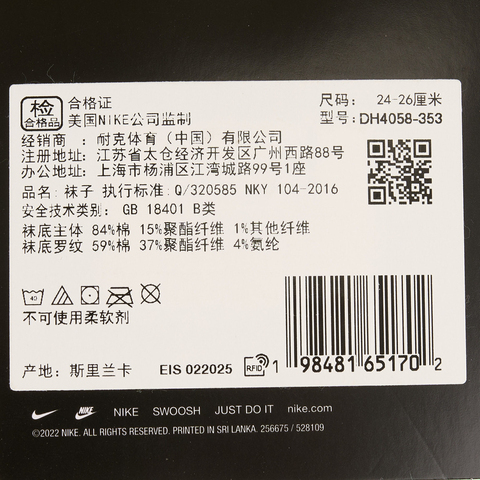 检
合格品
合格证
美国NIKE公司监制
尺码: 24-26厘米
型号:DH4058-353
经销商 : 耐克体育（中国）有限公司
注册地址: 江苏省太仓经济开发区广州西路88号
办公地址: 上海市杨浦区江湾城路99号1座
品名: 袜子 执行标准: Q/320585 NKY 104-2016
安全技术类别: GB 18401 B类
袜底主体 84%棉 15%聚酯纤维 1%其他纤维
袜底罗纹 59%棉 37%聚酯纤维 4%氨纶
40
不可使用柔软剂
产地: 斯里兰卡
EIS 022025
RFID
1 98481 65170 2
NIKE SWOOSH JUST DO IT nike.com
©2022 NIKE. ALL RIGHTS RESERVED. PRINTED IN SRI LANKA. 256675 / 528109